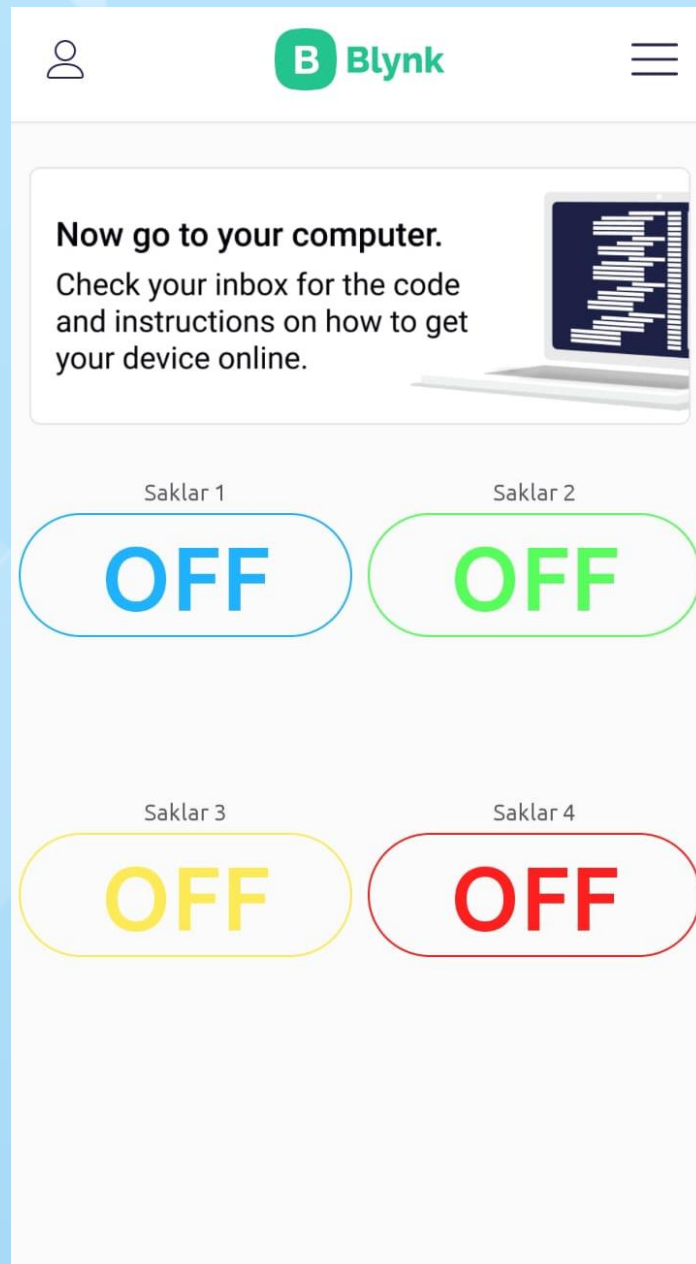 B Blynk
Now go to your computer.
Check your inbox for the code
and instructions on how to get
your device online.
Saklar 1
Saklar 2
OFF
OFF
Saklar 3
Saklar 4
OFF
OFF